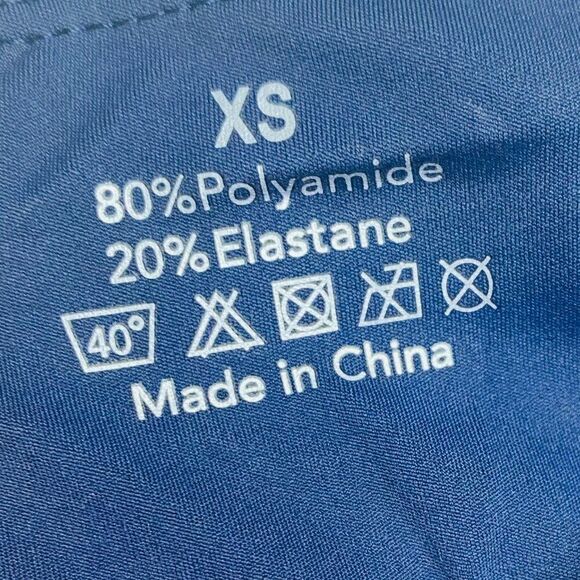 XS
80%Polyamide
20%Elastane
40°
Made in China